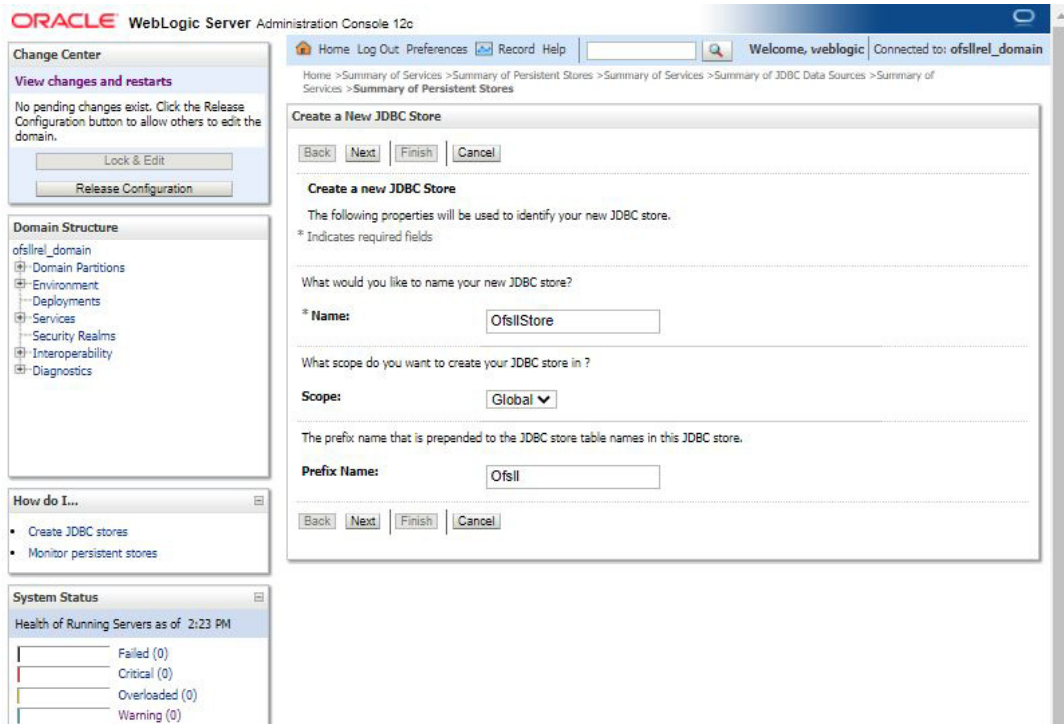 ORACLE WebLogic Server Administration Console 12c
Change Center
View changes and restarts
No pending changes exist. Click the Release
Configuration button to allow others to edit the
domain.
Lock & Edit
Release Configuration
Domain Structure
ofsllrel_domain
Domain Partitions
Environment
Deployments
Services
Security Realms
Interoperability
Diagnostics
How do I...
Create JDBC stores
Monitor persistent stores
System Status
Health of Running Servers as of 2:23 PM
Failed (0)
Critical (0)
Overloaded (0)
Warning (0)
Home Log Out Preferences Record Help
Welcome, weblogic Connected to: ofsllrel_domain
Home >Summary of Services >Summary of Persistent Stores >Summary of Services >Summary of JDBC Data Sources >Summary of
Services >Summary of Persistent Stores
Create a New JDBC Store
Back Next Finish Cancel
Create a new JDBC Store
The following properties will be used to identify your new JDBC store.
* Indicates required fields
What would you like to name your new JDBC store?
* Name: OfsllStore
What scope do you want to create your JDBC store in ?
Scope: Global
The prefix name that is prepended to the JDBC store table names in this JDBC store.
Prefix Name: Ofsll
Back Next Finish Cancel